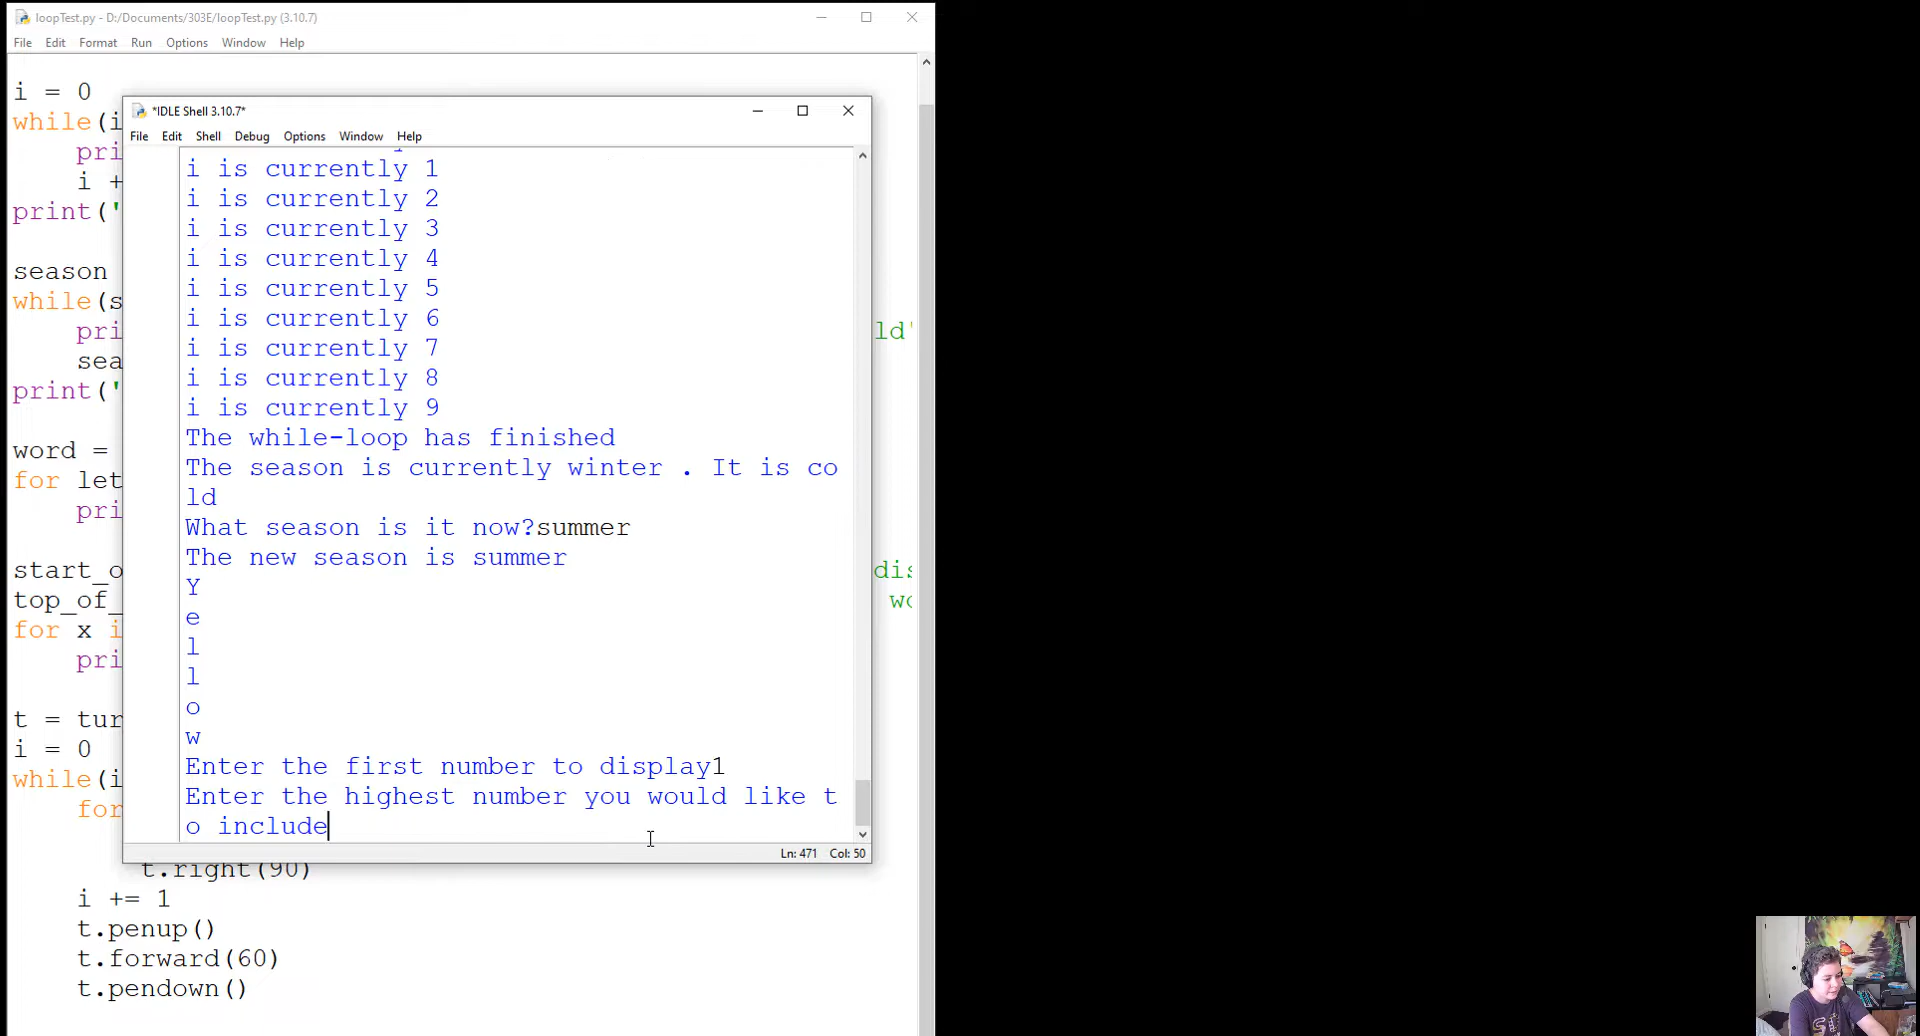 loopTest.py - D:/Documents/303E/loopTest.py (3.10.7)
File Edit Format Run Options Window Help
i = 0
while(i
pri
i +
print('
season
while(s
pri
ld'
sea
print('
word =
for let
pri
start_o
dis
top_of_
wo
for x i
pri
t = tur
i = 0
while(i
for
t.right(90)
i += 1
t.penup()
t.forward(60)
t.pendown()
*IDLE Shell 3.10.7*
File Edit Shell Debug Options Window Help
i is currently 1
i is currently 2
i is currently 3
i is currently 4
i is currently 5
i is currently 6
i is currently 7
i is currently 8
i is currently 9
The while-loop has finished
The season is currently winter . It is co
ld
What season is it now?summer
The new season is summer
Y
e
l
l
o
w
Enter the first number to display1
Enter the highest number you would like t
o include
Ln: 471 Col: 50